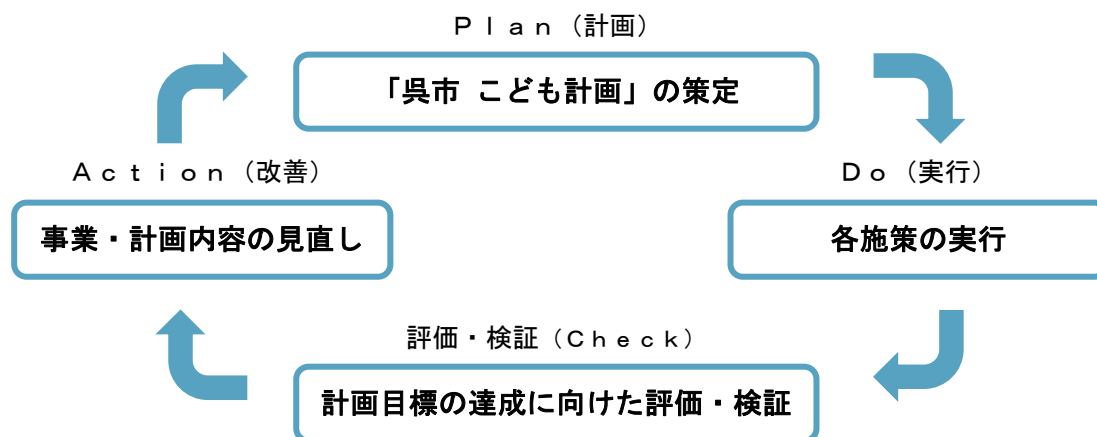 Ｐｌａｎ（計画）
「呉市 こども計画」の策定
Ａｃｔｉｏｎ（改善）
Ｄｏ（実行）
事業・計画内容の見直し
各施策の実行
評価・検証（Ｃｈｅｃｋ）
計画目標の達成に向けた評価・検証